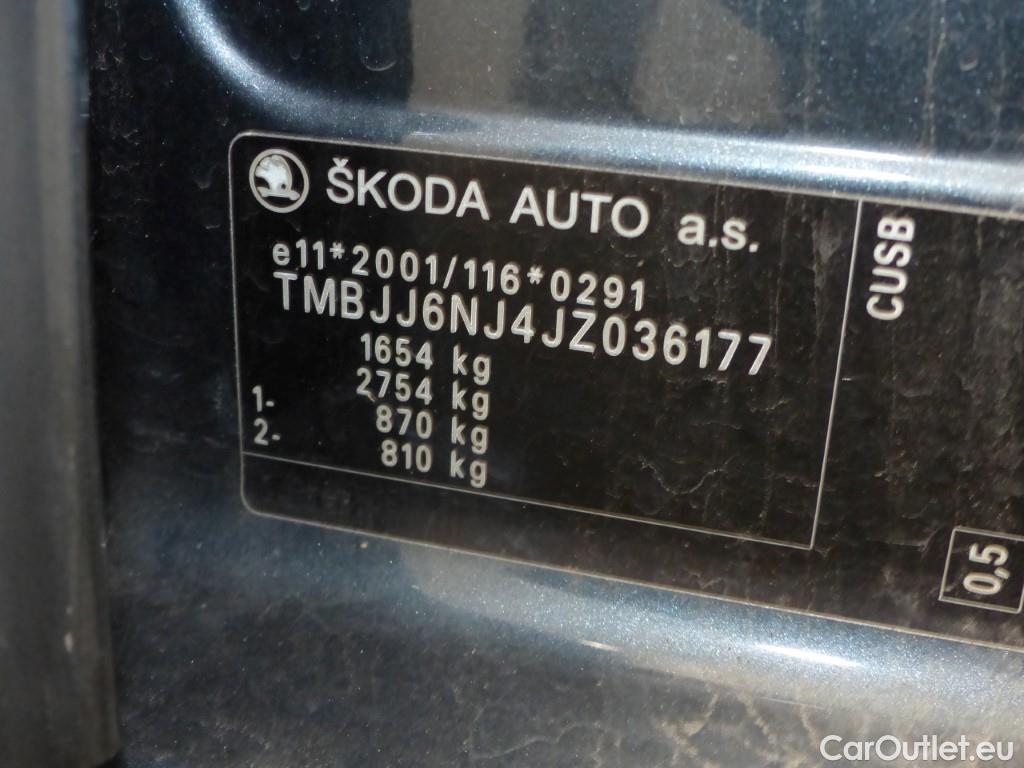 ŠKODA AUTO a.s.
e11*2001/116*0291
TMBJJ6NJ4JZ036177
1654 kg
2754 kg
1- 870 kg
2- 810 kg
CUSB
0,5
CarOutlet.eu